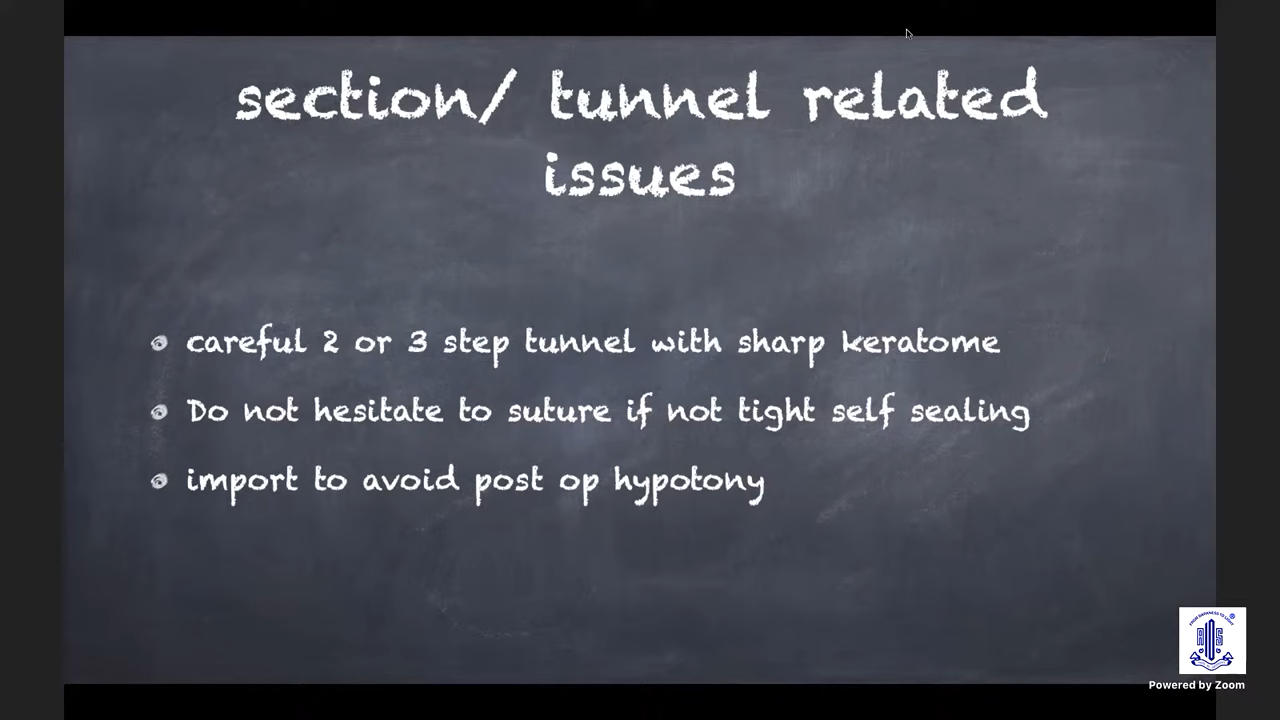 section/ tunnel related
issues
careful 2 or 3 step tunnel with sharp keratome
Do not hesitate to suture if not tight self sealing
import to avoid post op hypotony
Powered by Zoom